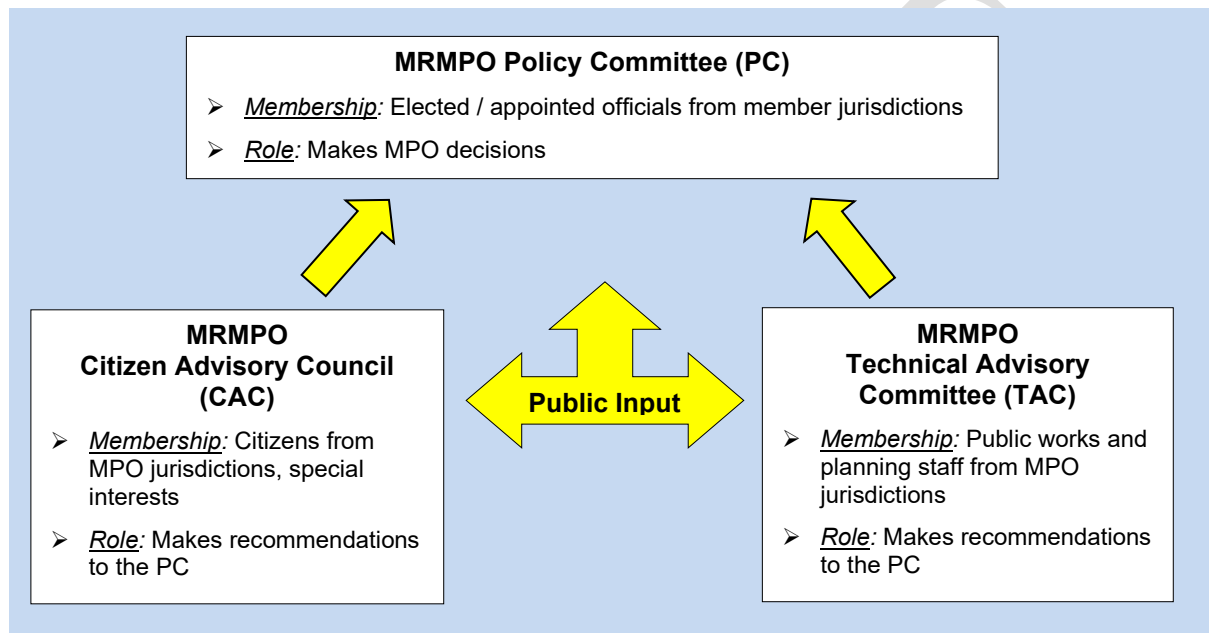 MRMPO Policy Committee (PC)
➢ Membership: Elected / appointed officials from member jurisdictions
➢ Role: Makes MPO decisions
MRMPO
Citizen Advisory Council
(CAC)
➢ Membership: Citizens from
MPO jurisdictions, special
interests
➢ Role: Makes recommendations
to the PC
Public Input
MRMPO
Technical Advisory
Committee (TAC)
➢ Membership: Public works and
planning staff from MPO
jurisdictions
➢ Role: Makes recommendations
to the PC